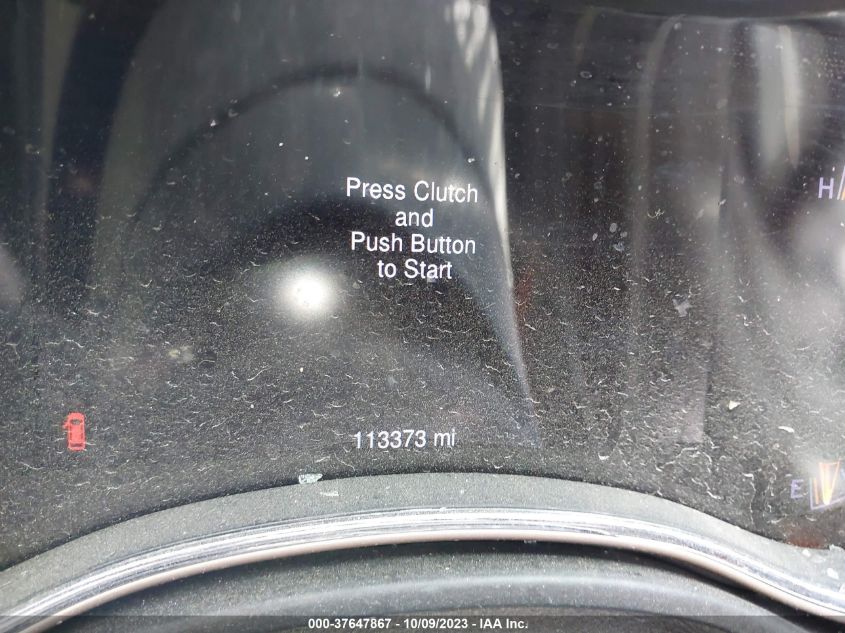 Press Clutch
and
Push Button
to Start
H
113373 mi
E
000-37647867 - 10/09/2023 - IAA Inc.